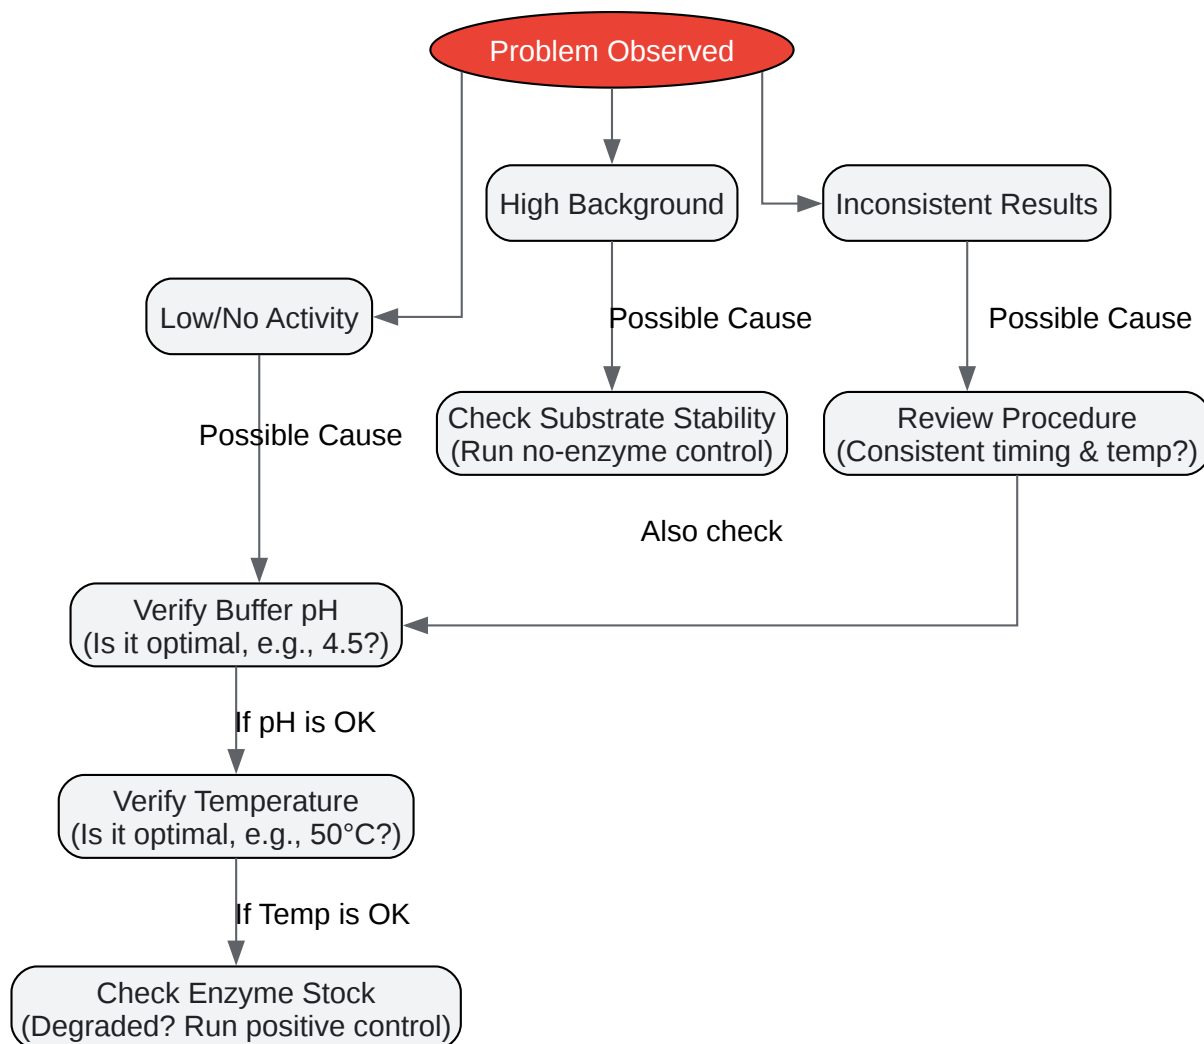 Problem Observed
High Background
Inconsistent Results
Low/No Activity
Possible Cause
Possible Cause
Check Substrate Stability
(Run no-enzyme control)
Review Procedure
(Consistent timing & temp?)
Possible Cause
Also check
Verify Buffer pH
(Is it optimal, e.g., 4.5?)
If pH is OK
Verify Temperature
(Is it optimal, e.g., 50°C?)
If Temp is OK
Check Enzyme Stock
(Degraded? Run positive control)